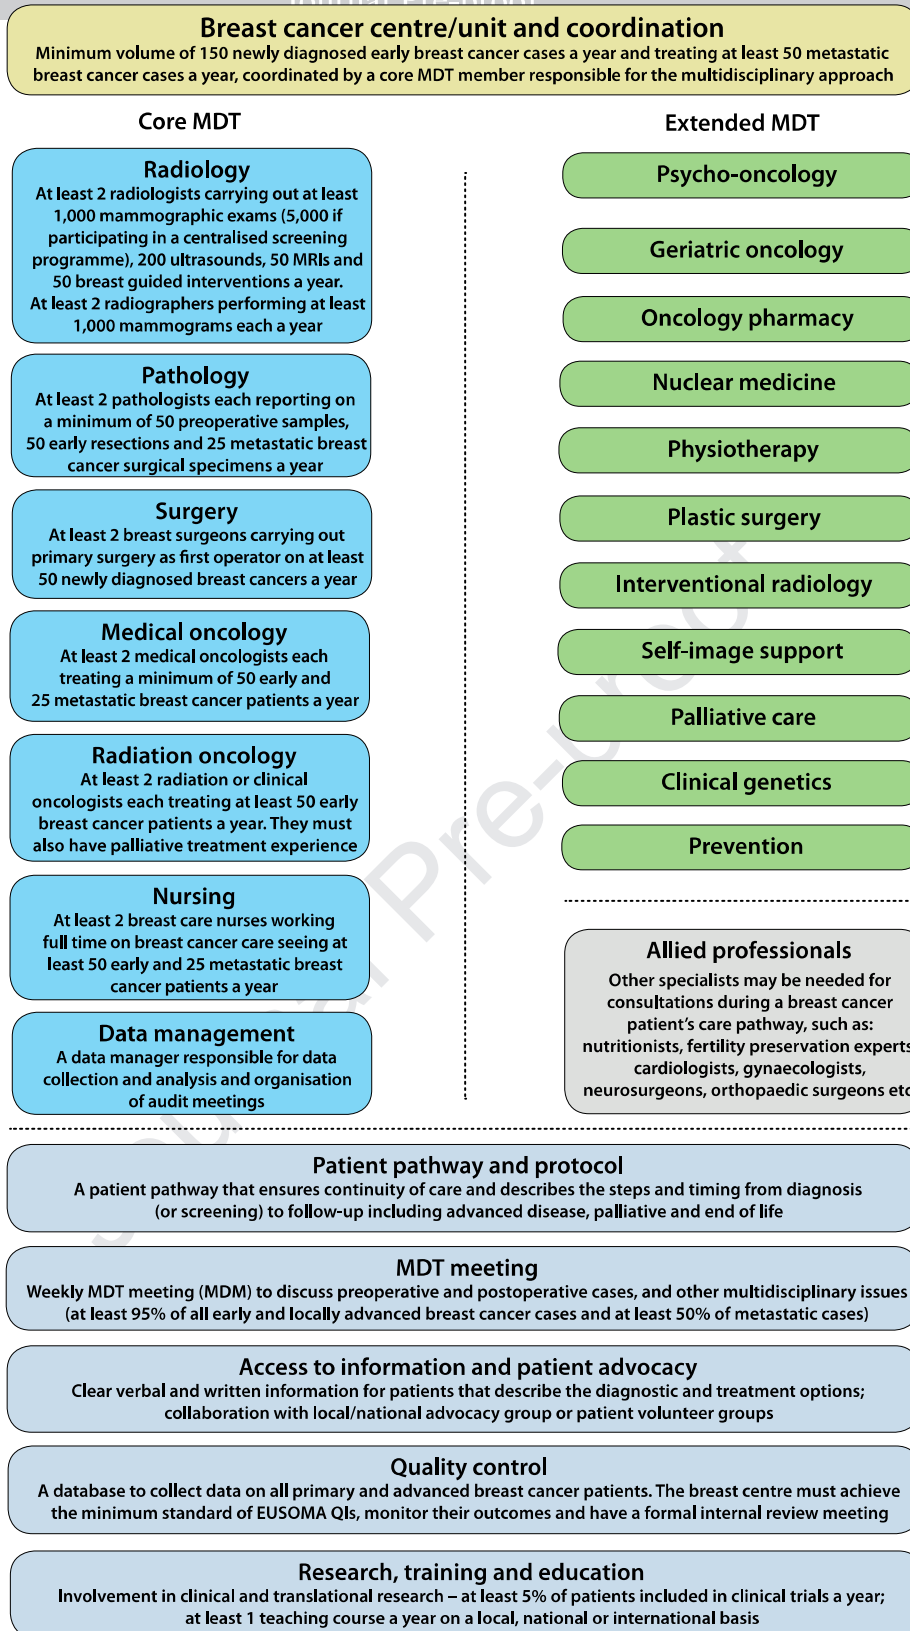 Breast cancer centre/unit and coordination
Minimum volume of 150 newly diagnosed early breast cancer cases a year and treating at least 50 metastatic
breast cancer cases a year, coordinated by a core MDT member responsible for the multidisciplinary approach
Core MDT
Radiology
At least 2 radiologists carrying out at least
1,000 mammographic exams (5,000 if
participating in a centralised screening
programme), 200 ultrasounds, 50 MRIs and
50 breast guided interventions a year.
At least 2 radiographers performing at least
1,000 mammograms each a year
Pathology
At least 2 pathologists each reporting on
a minimum of 50 preoperative samples,
50 early resections and 25 metastatic breast
cancer surgical specimens a year
Surgery
At least 2 breast surgeons carrying out
primary surgery as first operator on at least
50 newly diagnosed breast cancers a year
Medical oncology
At least 2 medical oncologists each
treating a minimum of 50 early and
25 metastatic breast cancer patients a year
Radiation oncology
At least 2 radiation or clinical
oncologists each treating at least 50 early
breast cancer patients a year. They must
also have palliative treatment experience
Nursing
At least 2 breast care nurses working
full time on breast cancer care seeing at
least 50 early and 25 metastatic breast
cancer patients a year
Data management
A data manager responsible for data
collection and analysis and organisation
of audit meetings
Extended MDT
Psycho-oncology
Geriatric oncology
Oncology pharmacy
Nuclear medicine
Physiotherapy
Plastic surgery
Interventional radiology
Self-image support
Palliative care
Clinical genetics
Prevention
Allied professionals
Other specialists may be needed for
consultations during a breast cancer
patient's care pathway, such as:
nutritionists, fertility preservation experts
cardiologists, gynaecologists,
neurosurgeons, orthopaedic surgeons etc
Patient pathway and protocol
A patient pathway that ensures continuity of care and describes the steps and timing from diagnosis
(or screening) to follow-up including advanced disease, palliative and end of life
MDT meeting
Weekly MDT meeting (MDM) to discuss preoperative and postoperative cases, and other multidisciplinary issues
(at least 95% of all early and locally advanced breast cancer cases and at least 50% of metastatic cases)
Access to information and patient advocacy
Clear verbal and written information for patients that describe the diagnostic and treatment options;
collaboration with local/national advocacy group or patient volunteer groups
Quality control
A database to collect data on all primary and advanced breast cancer patients. The breast centre must achieve
the minimum standard of EUSOMA QIs, monitor their outcomes and have a formal internal review meeting
Research, training and education
Involvement in clinical and translational research – at least 5% of patients included in clinical trials a year;
at least 1 teaching course a year on a local, national or international basis